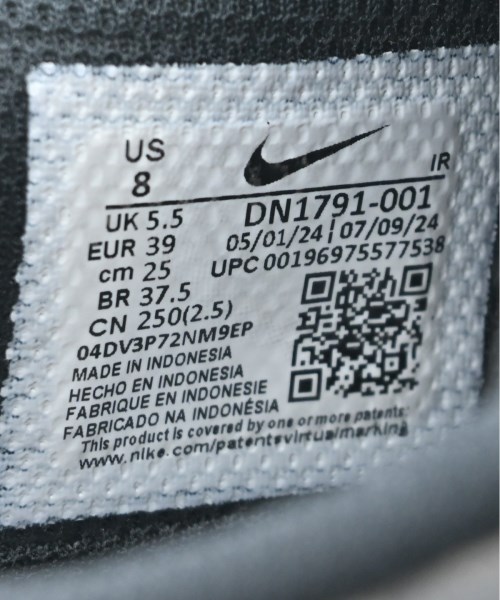 US
8
IR
DN1791-001
05/01/24 | 07/09/24
UPC 00196975577538
UK 5.5
EUR 39
cm 25
BR 37.5
CN 250(2.5)
04DV3P72NM9EP
MADE IN INDONESIA
HECHO EN INDONESIA
FABRIQUE EN INDONESIE
FABRICADO NA INDONÉSIA
This product is covered by one or more patents:
www.nike.com/patentsvirtualmarking